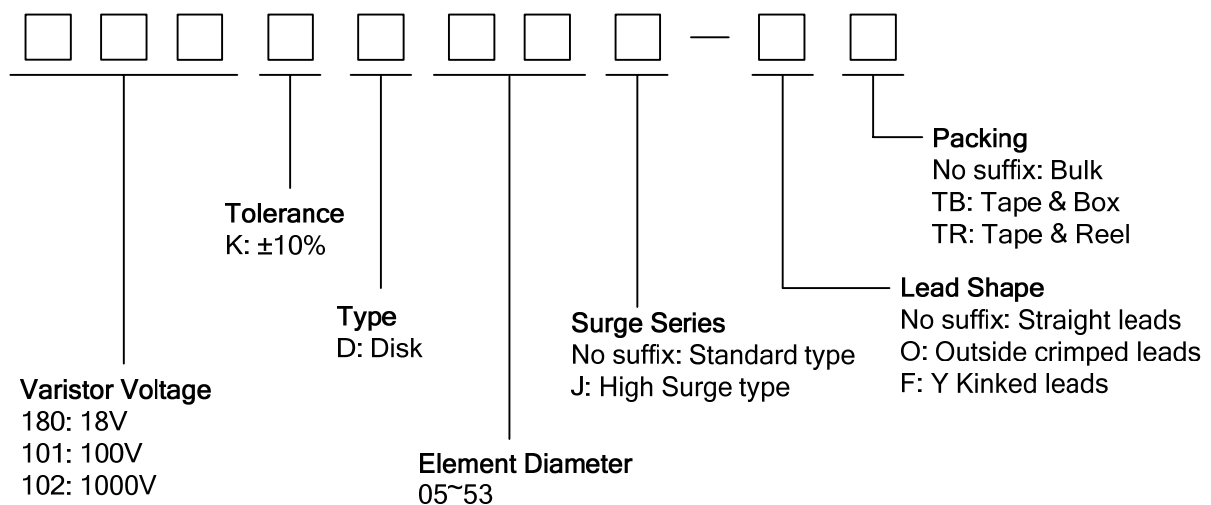 Packing
No suffix: Bulk
TB: Tape & Box
TR: Tape & Reel
Tolerance
K: ±10%
Lead Shape
No suffix: Straight leads
O: Outside crimped leads
F: Y Kinked leads
Type
D: Disk
Surge Series
No suffix: Standard type
J: High Surge type
Varistor Voltage
180: 18V
101: 100V
102: 1000V
Element Diameter
05~53